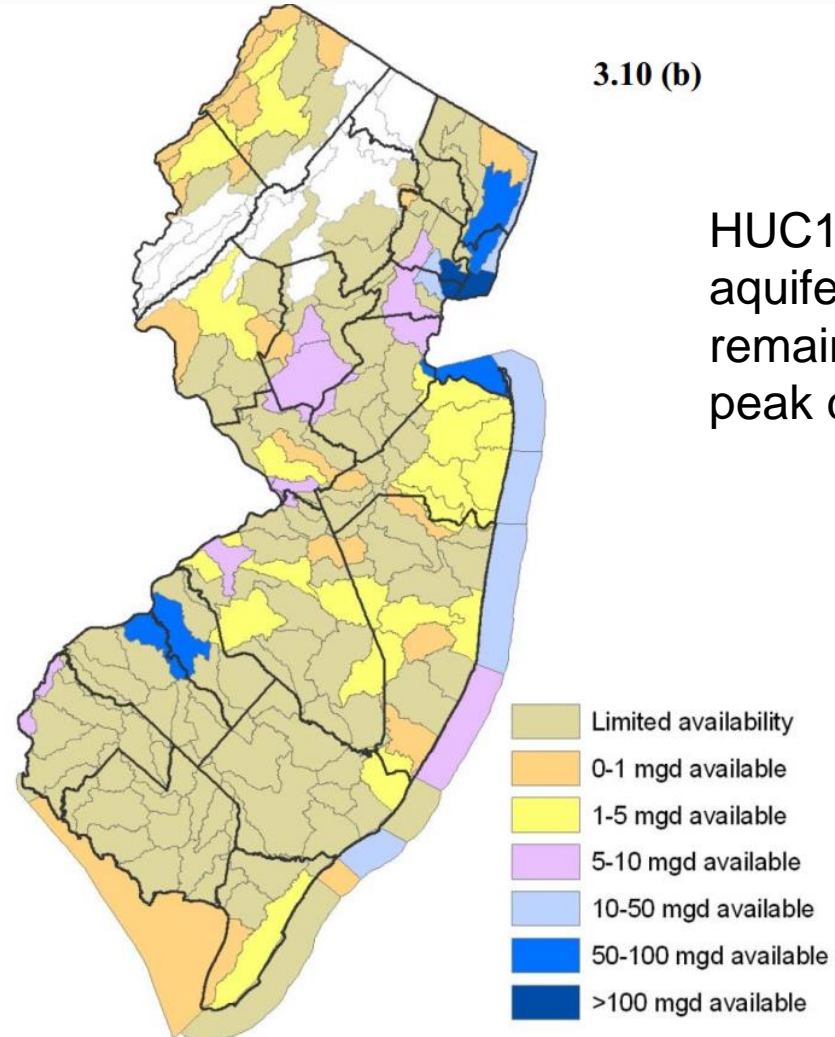 3.10 (b)
HUC1
aquife
remain
peak c
Limited availability
0-1 mgd available
1-5 mgd available
5-10 mgd available
10-50 mgd available
50-100 mgd available
>100 mgd available